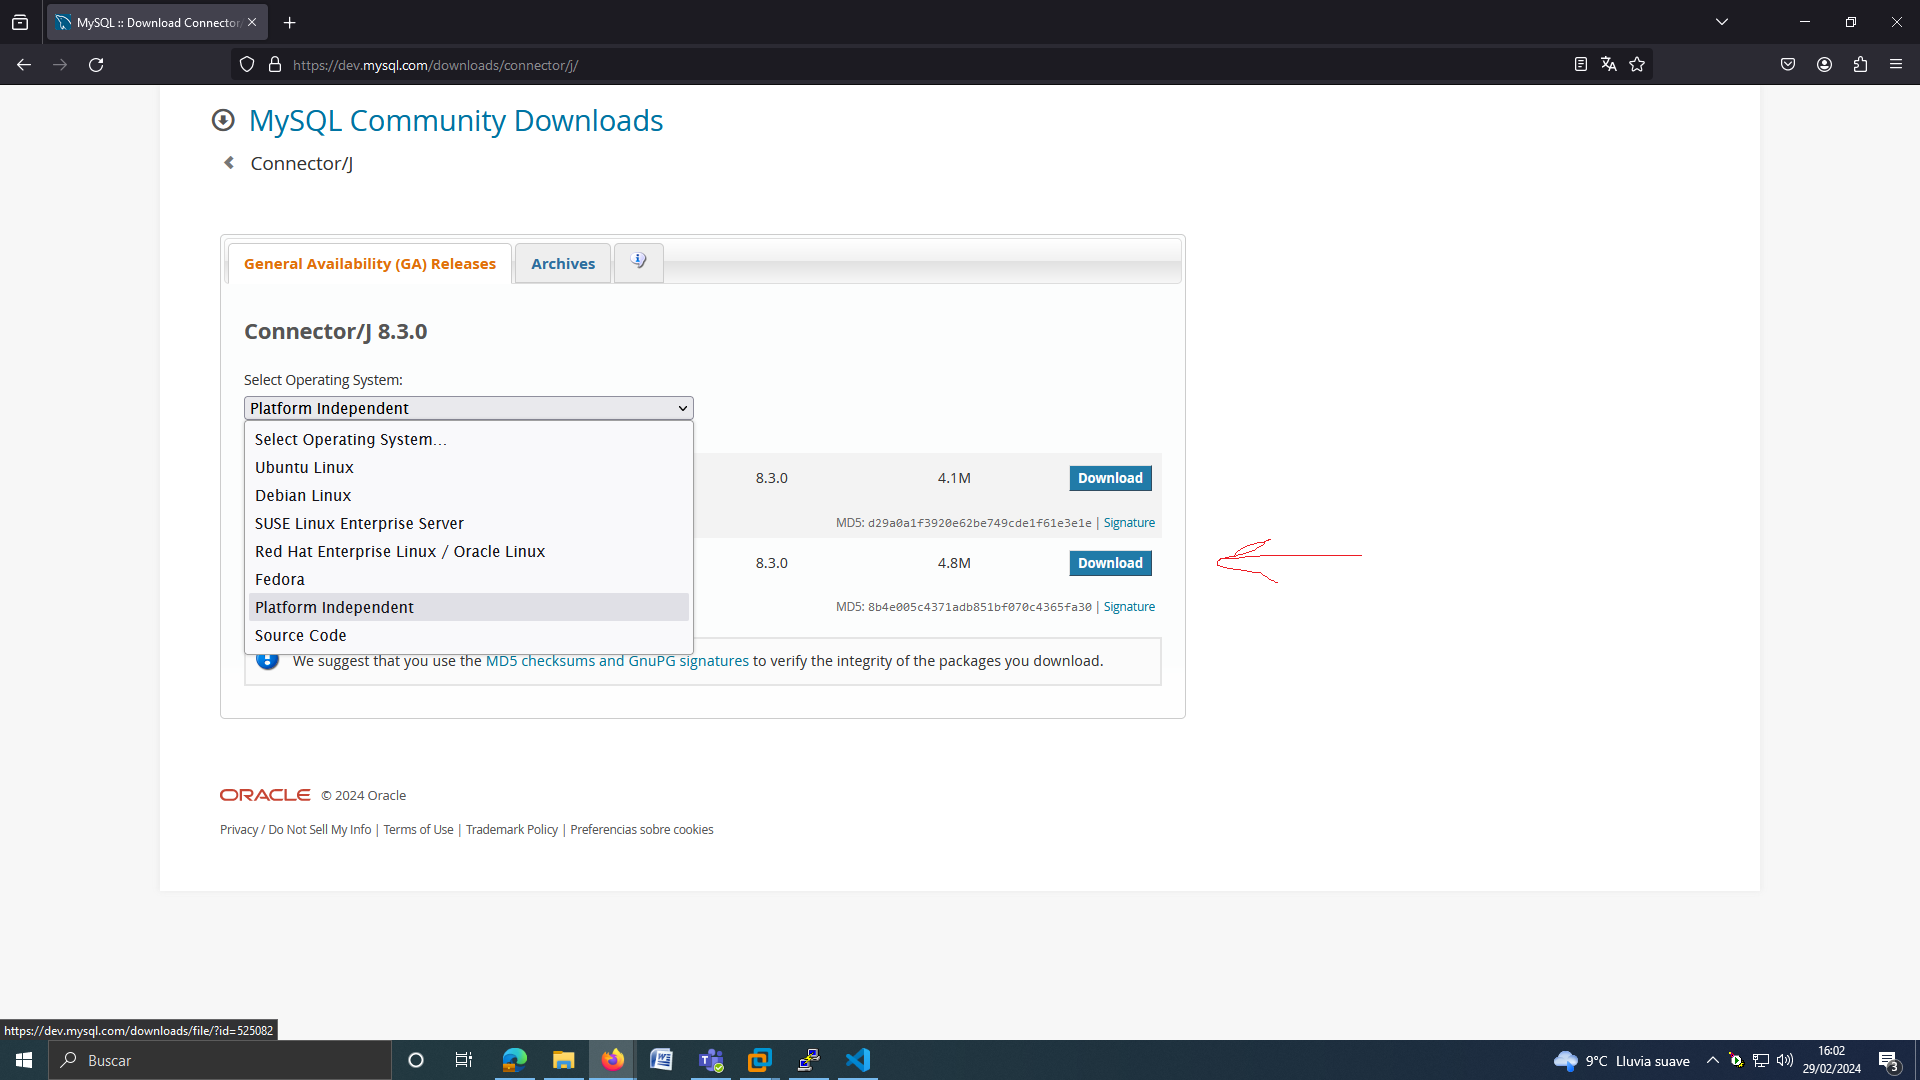 MySQL :: Download Connector/
https://dev.mysql.com/downloads/connector/j/
MySQL Community Downloads
Connector/J
General Availability (GA) Releases
Archives
Connector/J 8.3.0
Select Operating System:
Platform Independent
Select Operating System...
Ubuntu Linux
Debian Linux
SUSE Linux Enterprise Server
Red Hat Enterprise Linux / Oracle Linux
Fedora
Platform Independent
Source Code
8.3.0 4.1M Download
MD5: d29a0a1f3920e62be749cde1f61e3e1e | Signature
8.3.0 4.8M Download
MD5: 8b4e005c4371adb851bf070c4365fa30 | Signature
We suggest that you use the MD5 checksums and GnuPG signatures to verify the integrity of the packages you download.
ORACLE © 2024 Oracle
Privacy / Do Not Sell My Info | Terms of Use | Trademark Policy | Preferencias sobre cookies
https://dev.mysql.com/downloads/file/?id=525082
Buscar
9°C Lluvia suave
16:02
29/02/2024
3